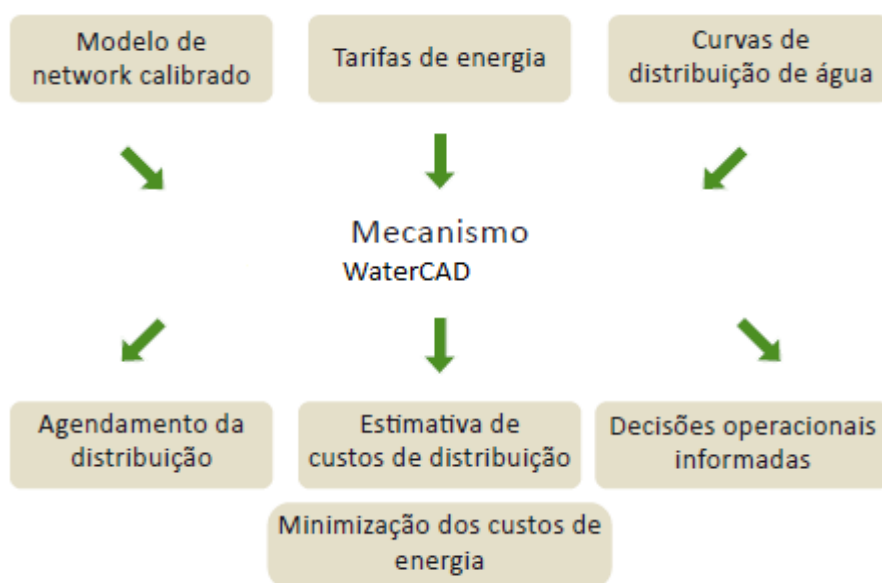 Modelo de
network calibrado
Tarifas de energia
Curvas de
distribuição de água
Mecanismo
WaterCAD
Agendamento da
distribuição
Estimativa de
custos de distribuição
Decisões operacionais
informadas
Minimização dos custos de
energia